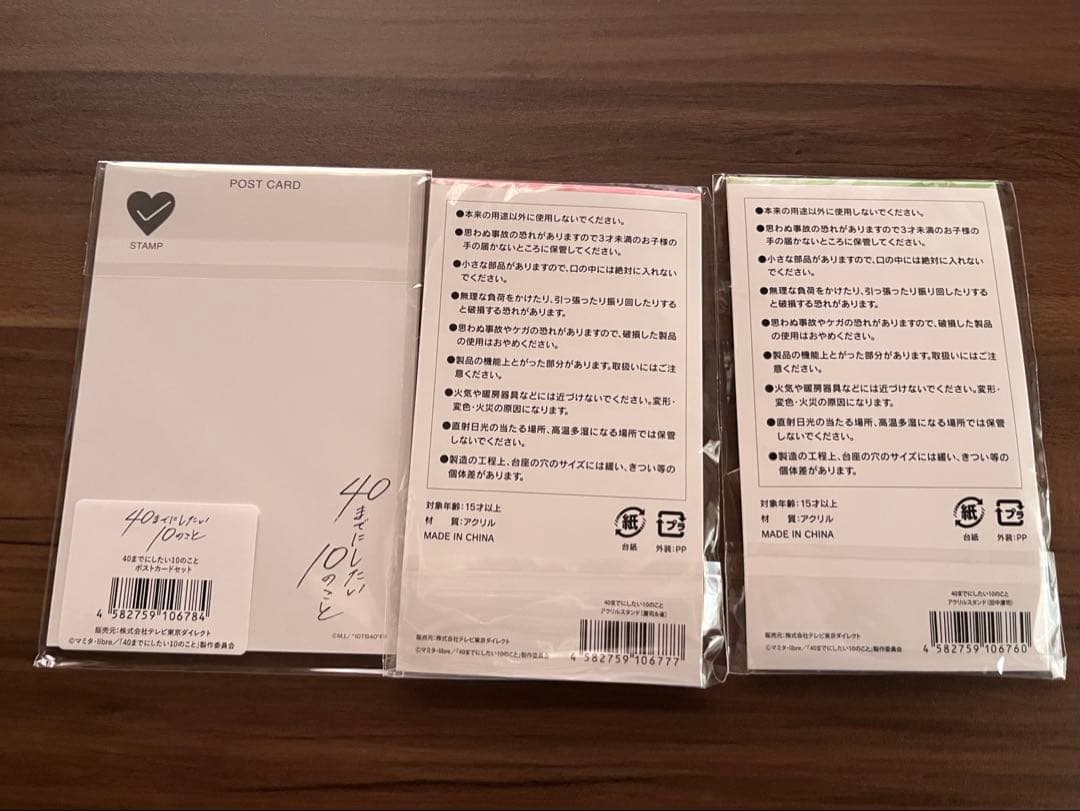 POST CARD
STAMP
40
までにしたい
10のこと
40までにしたい
10のこと
40までにしたい10のこと
ポストカードセット
4 582759 106784
販売元:株式会社テレビ東京ダイレクト
©マミタ・libre/「40までにしたい10のこと」製作委員会
●本来の用途以外に使用しないでください。
●思わぬ事故の恐れがありますので3才未満のお子様の
手の届かないところに保管してください。
●小さな部品がありますので、口の中には絶対に入れない
でください。
●無理な負荷をかけたり、引っ張ったり振り回したりする
と破損する恐れがあります。
●思わぬ事故やケガの恐れがありますので、破損した製品
の使用はおやめください。
●製品の機能上とがった部分があります。取扱いにはご注
意ください。
●火気や暖房器具などには近づけないでください。変形・
変色・火災の原因になります。
●直射日光の当たる場所、高温多湿になる場所では保管
しないでください。
●製造の工程上、台座の穴のサイズには緩い、きつい等の
個体差があります。
対象年齢:15才以上
材 質:アクリル
MADE IN CHINA
紙
台紙
プラ
外装:PP
40までにしたい10のこと
アクリルスタンド(慶司&雀)
販売元:株式会社テレビ東京ダイレクト
©マミタ・libre/「40までにしたい10のこと」製作委員会
4 582759 106777
●本来の用途以外に使用しないでください。
●思わぬ事故の恐れがありますので3才未満のお子様の
手の届かないところに保管してください。
●小さな部品がありますので、口の中には絶対に入れない
でください。
●無理な負荷をかけたり、引っ張ったり振り回したりする
と破損する恐れがあります。
●思わぬ事故やケガの恐れがありますので、破損した製品
の使用はおやめください。
●製品の機能上とがった部分があります。取扱いにはご注
意ください。
●火気や暖房器具などには近づけないでください。変形・
変色・火災の原因になります。
●直射日光の当たる場所、高温多湿になる場所では保管
しないでください。
●製造の工程上、台座の穴のサイズには緩い、きつい等の
個体差があります。
対象年齢:15才以上
材 質:アクリル
MADE IN CHINA
紙
台紙
プラ
外装:PP
40までにしたい10のこと
アクリルスタンド(田中慶司)
販売元:株式会社テレビ東京ダイレクト
©マミタ・libre/「40までにしたい10のこと」製作委員会
4 582759 106760